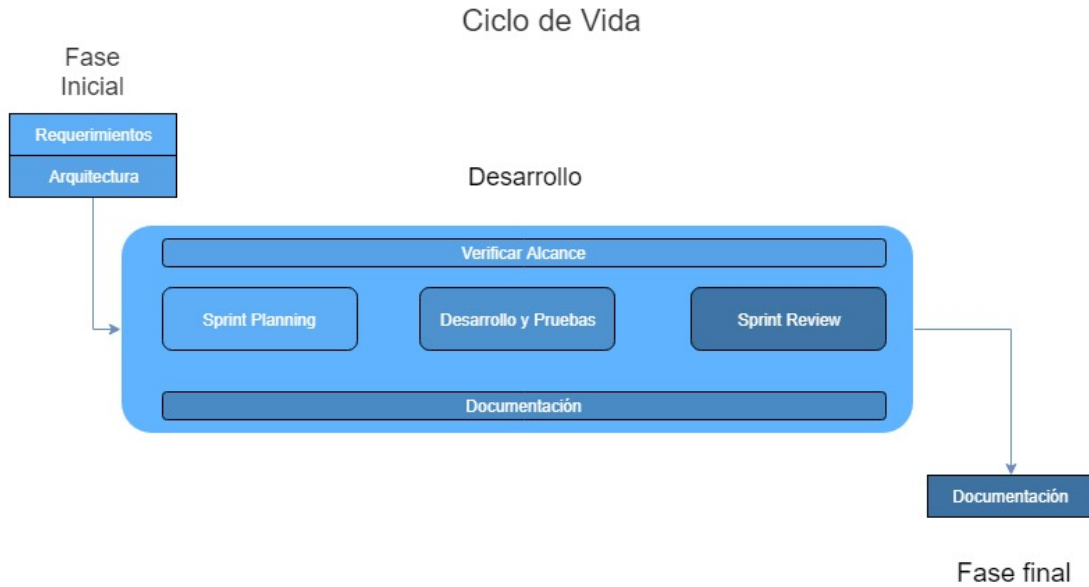 Ciclo de Vida
Fase
Inicial
Requerimientos
Arquitectura
Desarrollo
Verificar Alcance
Sprint Planning
Desarrollo y Pruebas
Sprint Review
Documentación
Documentación
Fase final